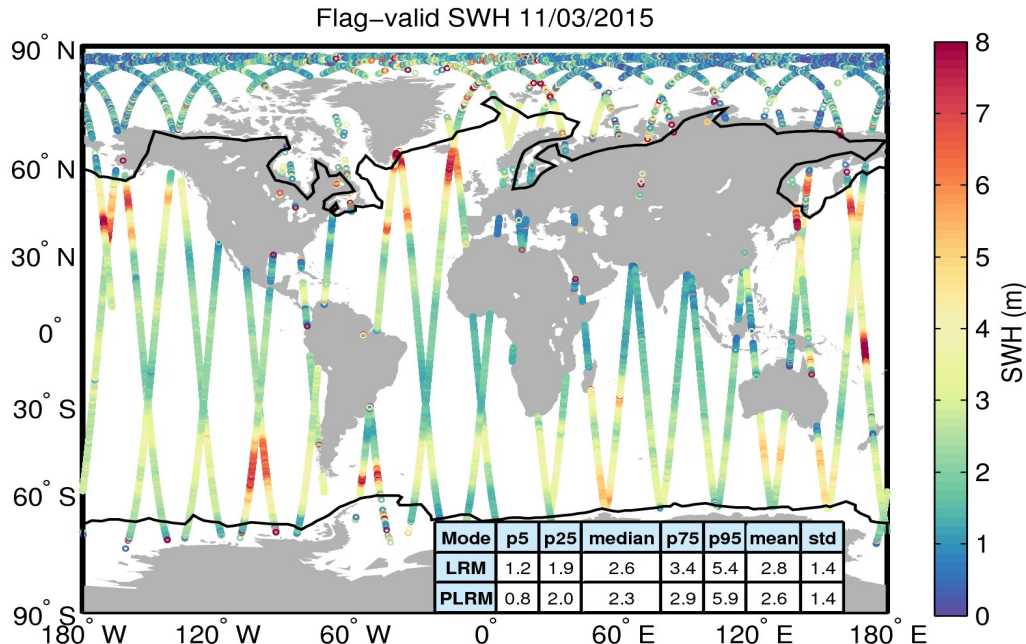 Flag−valid SWH 11/03/2015
90° N
60° N
30° N
0°
30° S
60° S
90° S
180° W
120° W
60° W
0°
60° E
120° E
180° E
8
7
6
5
4
3
2
1
0
SWH (m)
Mode p5 p25 median p75 p95 mean std
LRM 1.2 1.9 2.6 3.4 5.4 2.8 1.4
PLRM 0.8 2.0 2.3 2.9 5.9 2.6 1.4